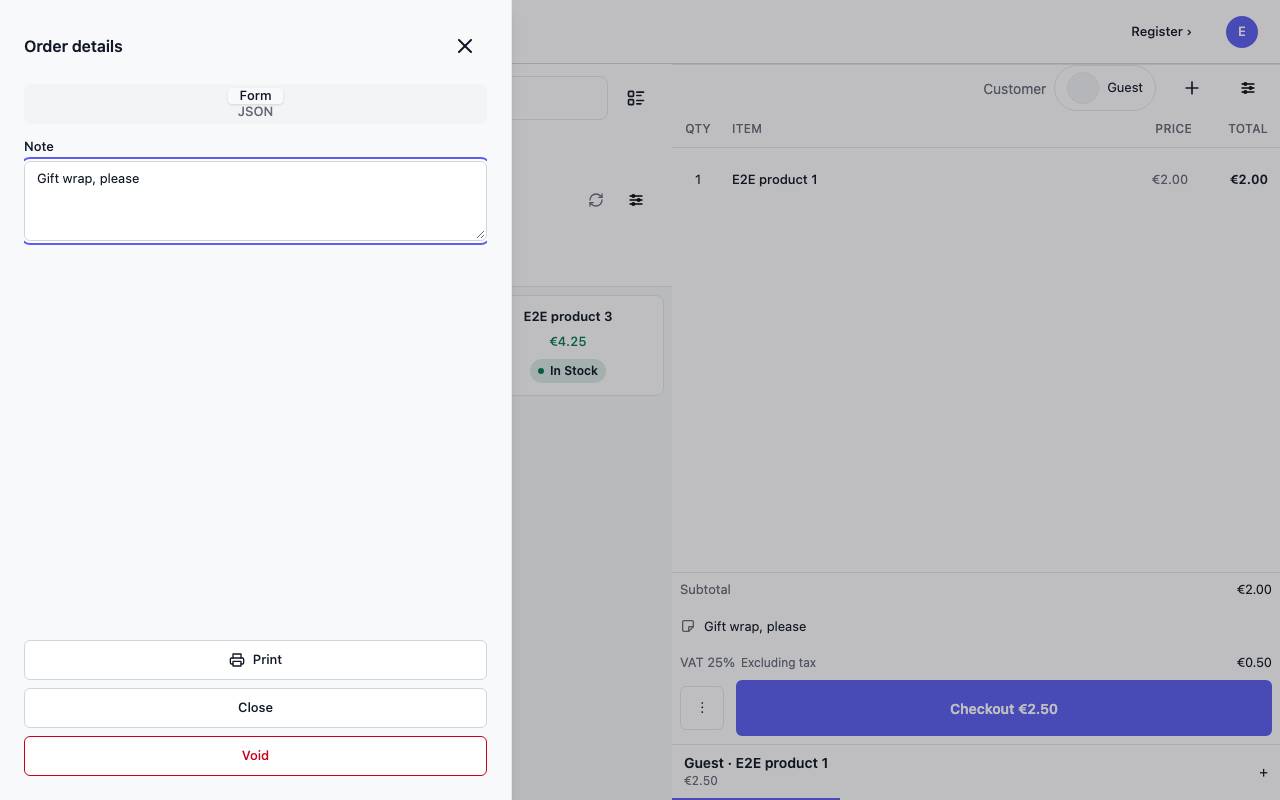 Order details
Form
JSON
Note
Gift wrap, please
Print
Close
Void
Register ›
E
Customer
Guest
QTY ITEM PRICE TOTAL
1 E2E product 1 €2.00 €2.00
E2E product 3
€4.25
In Stock
Subtotal €2.00
Gift wrap, please
VAT 25% Excluding tax €0.50
Checkout €2.50
Guest · E2E product 1
€2.50
+